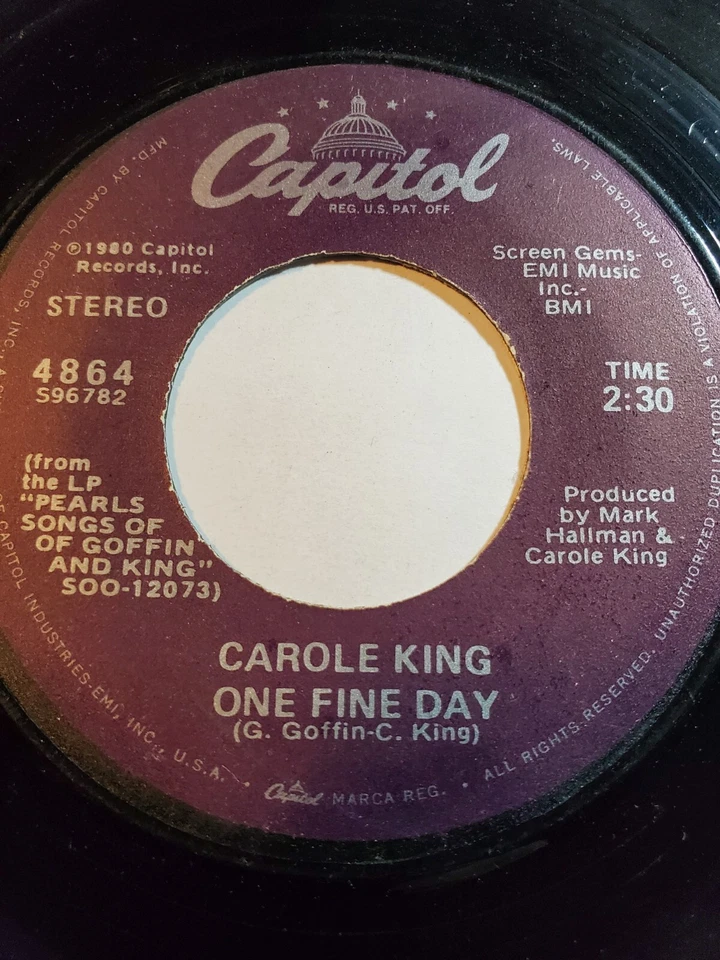 Capitol
REG. U.S. PAT. OFF.
℗1980 Capitol
Records, Inc.
STEREO
4864
S96782
(from
the LP
"PEARLS
SONGS OF
OF GOFFIN
AND KING"
SOO-12073)
Screen Gems-
EMI Music
Inc.-
BMI
TIME
2:30
Produced
by Mark
Hallman &
Carole King
CAROLE KING
ONE FINE DAY
(G. Goffin-C. King)
MFD. BY CAPITOL RECORDS, INC., A OF CAPITOL INDUSTRIES-EMI, INC., U.S.A. • Capitol MARCA REG. • ALL RIGHTS RESERVED. UNAUTHORIZED DUPLICATION IS A VIOLATION OF APPLICABLE LAWS.